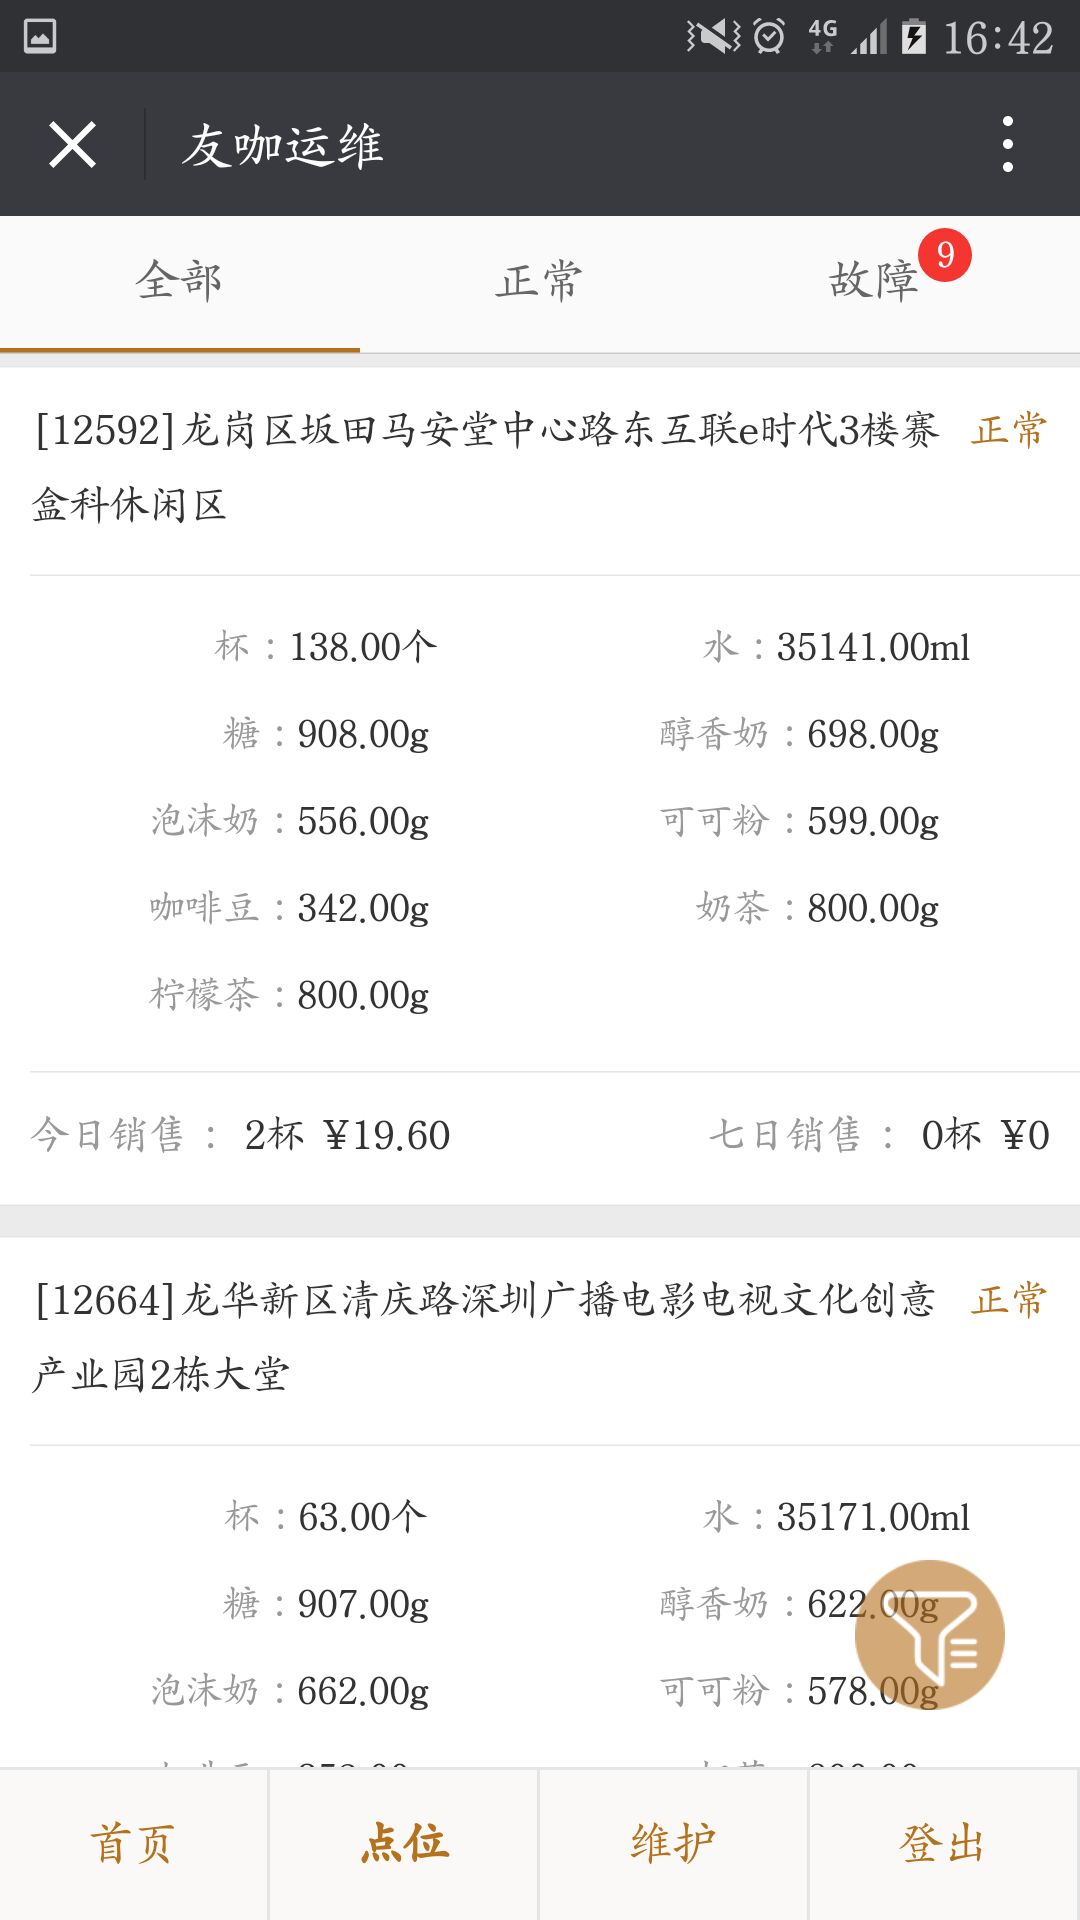 4G 16:42
友咖运维
全部 正常 故障 9
[12592]龙岗区坂田马安堂中心路东互联e时代3楼赛 正常
盒科休闲区
杯：138.00个 水：35141.00ml
糖：908.00g 醇香奶：698.00g
泡沫奶：556.00g 可可粉：599.00g
咖啡豆：342.00g 奶茶：800.00g
柠檬茶：800.00g
今日销售： 2杯 ¥19.60 七日销售： 0杯 ¥0
[12664]龙华新区清庆路深圳广播电影电视文化创意 正常
产业园2栋大堂
杯：63.00个 水：35171.00ml
糖：907.00g 醇香奶：622.00g
泡沫奶：662.00g 可可粉：578.00g
首页 点位 维护 登出